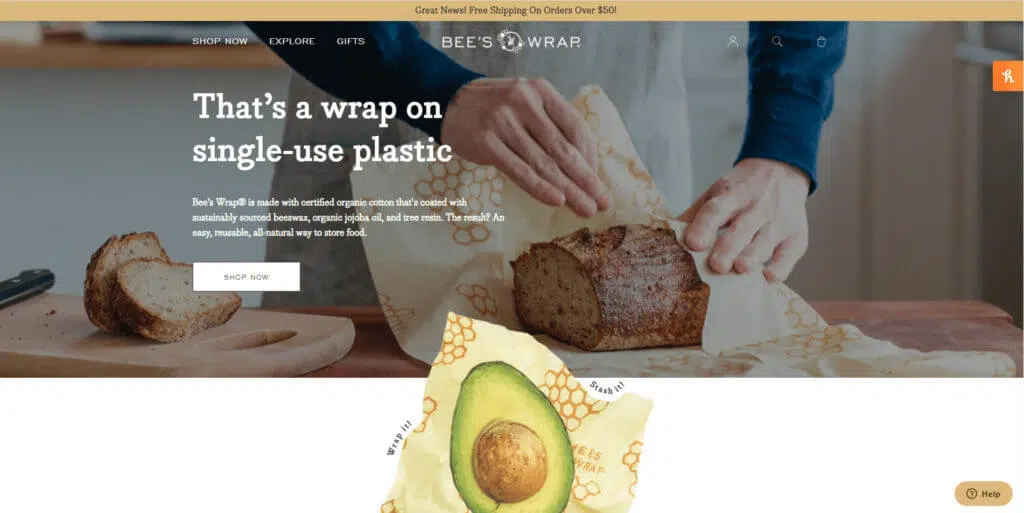 Great News! Free Shipping On Orders Over $50!
SHOP NOW EXPLORE GIFTS BEE'S WRAP.
h
That's a wrap on
single-use plastic
Bee's Wrap® is made with certified organic cotton that's coated with
sustainably sourced beeswax, organic jojoba oil, and tree resin. The result? An
easy, reusable, all-natural way to store food.
SHOP NOW
Stash it!
Wrap it!
BEES
WRAP
? Help